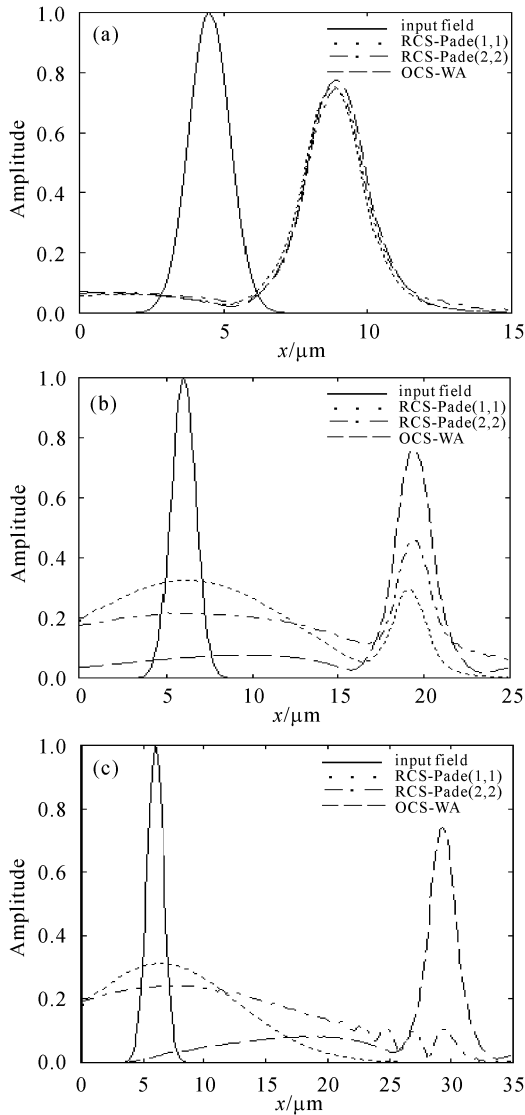 (a)
input field
RCS-Pade(1,1)
RCS-Pade(2,2)
OCS-WA
Amplitude
1.0
0.8
0.6
0.4
0.2
0.0
0 5 10 15
x/μm
(b)
input field
RCS-Pade(1,1)
RCS-Pade(2,2)
OCS-WA
Amplitude
1.0
0.8
0.6
0.4
0.2
0.0
0 5 10 15 20 25
x/μm
(c)
input field
RCS-Pade(1,1)
RCS-Pade(2,2)
OCS-WA
Amplitude
1.0
0.8
0.6
0.4
0.2
0.0
0 5 10 15 20 25 30 35
x/μm